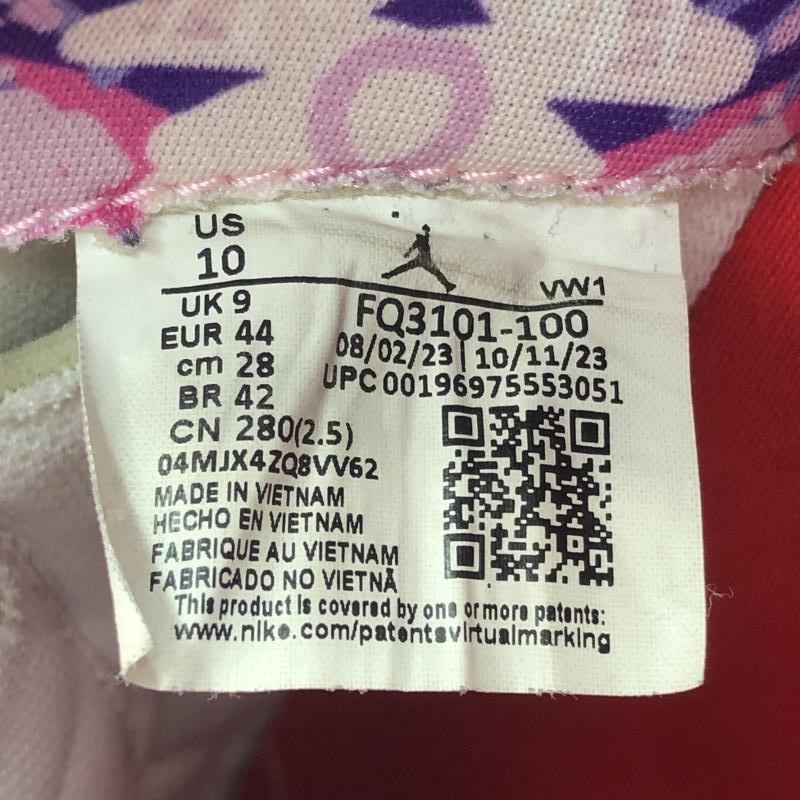 US
10
VW1
UK 9
FQ3101-100
EUR 44
08/02/23 | 10/11/23
cm 28
UPC 00196975553051
BR 42
CN 280(2.5)
04MJX4ZQ8VV62
MADE IN VIETNAM
HECHO EN VIETNAM
FABRIQUE AU VIETNAM
FABRICADO NO VIETNÃ
This product is covered by one or more patents:
www.nike.com/patentsvirtualmarking